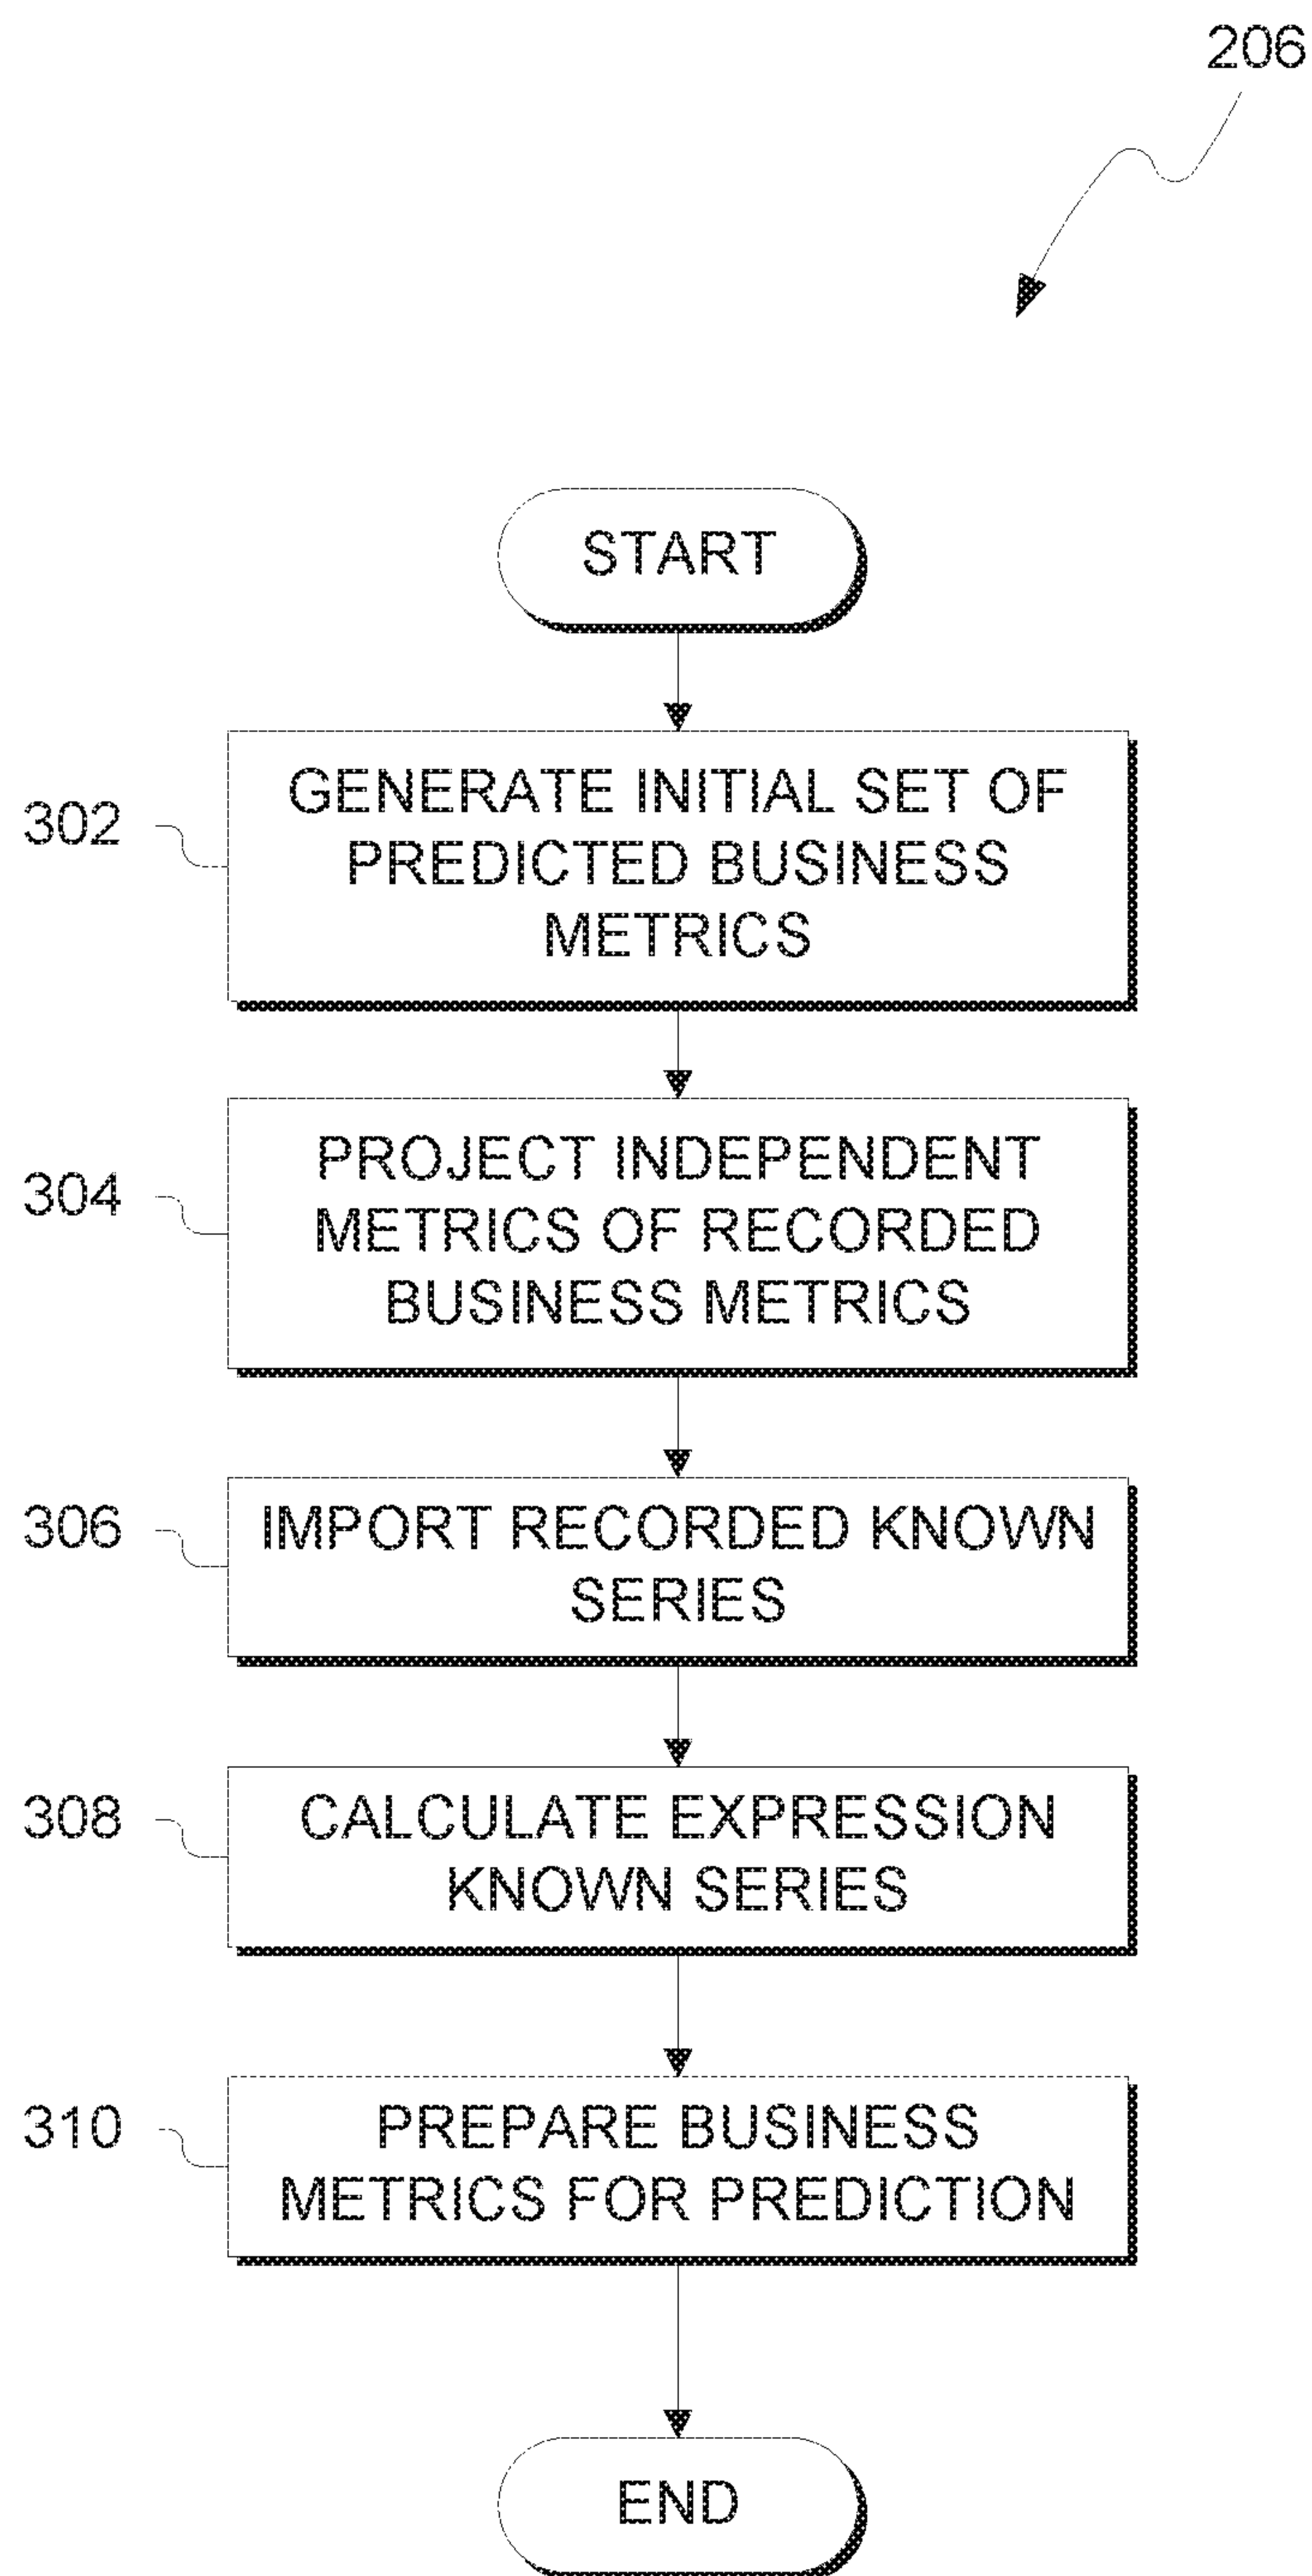 206
START
302
GENERATE INITIAL SET OF
PREDICTED BUSINESS
METRICS
304
PROJECT INDEPENDENT
METRICS OF RECORDED
BUSINESS METRICS
306
IMPORT RECORDED KNOWN
SERIES
308
CALCULATE EXPRESSION
KNOWN SERIES
310
PREPARE BUSINESS
METRICS FOR PREDICTION
END